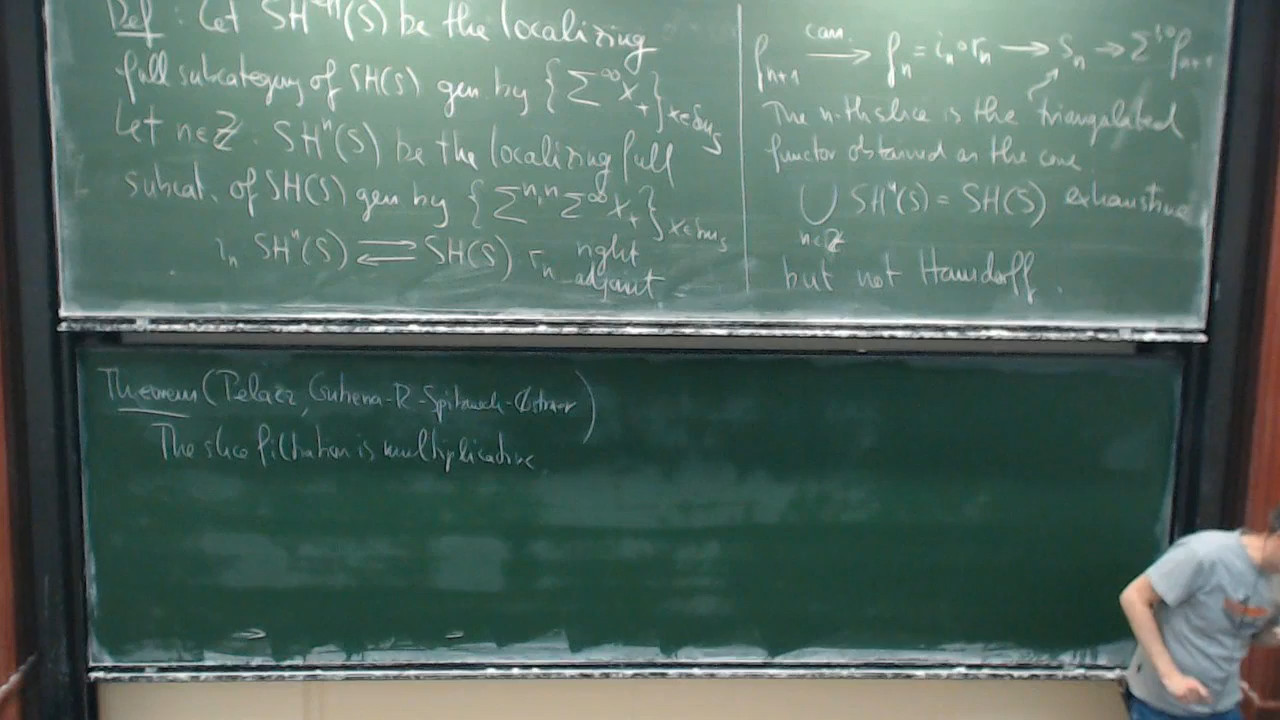 Def: Let SH^{eff}(S) be the localizing
full subcategory of SH(S) gen. by {Σ^∞ X_+}_{X∈Sm_S}
Let n∈ℤ. SH^n(S) be the localizing full
subcat. of SH(S) gen by {Σ^{n,n} Σ^∞ X_+}_{X∈Sm_S}
i_n SH^n(S) ⇄ SH(S) r_n right
adjoint
f_{n+1} \xrightarrow{can.} f_n = i_n∘r_n → s_n → Σ^{1,0} f_{n+1}
The n-th slice is the triangulated
functor obtained as the cone
⋃_{n∈ℤ} SH^n(S) = SH(S) exhaustive
but not Hausdorff.
Theorem (Pelaez, Gutierrez-R-Spitzweck-Østvær)
The slice filtration is multiplicative